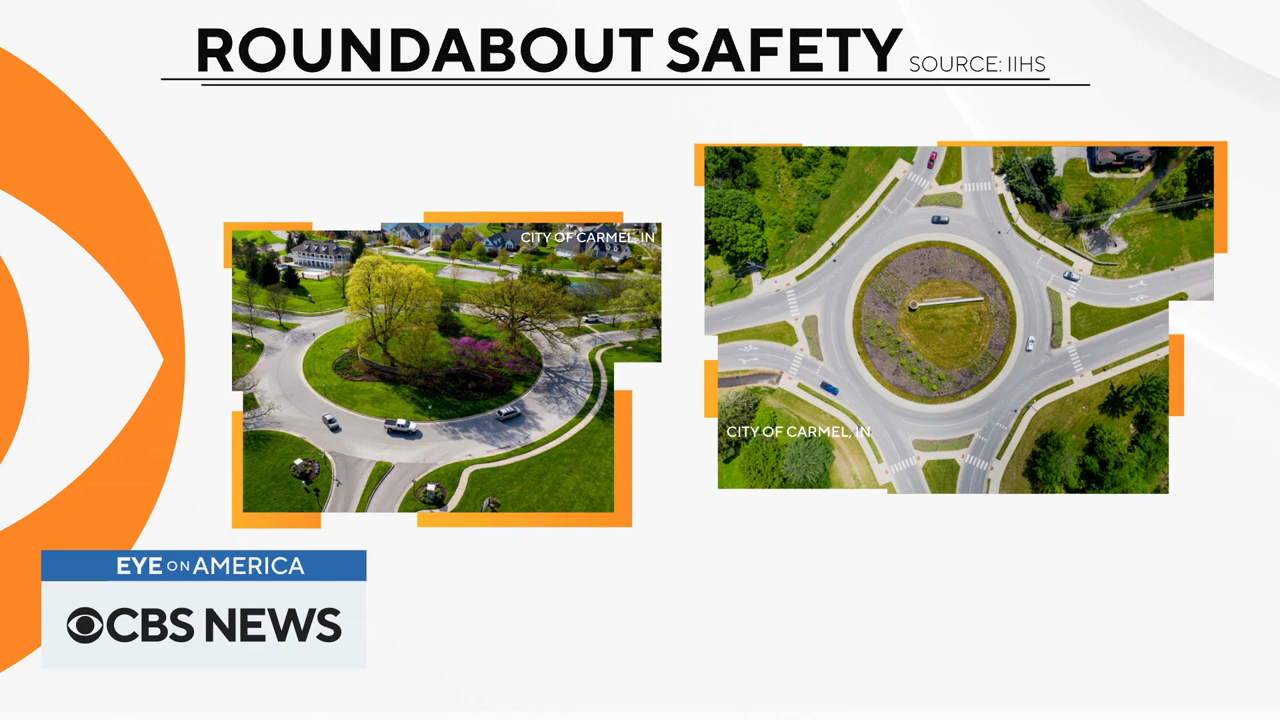 ROUNDABOUT SAFETY SOURCE: IIHS
CITY OF CARMEL, IN
CITY OF CARMEL, IN
EYE ON AMERICA
CBS NEWS